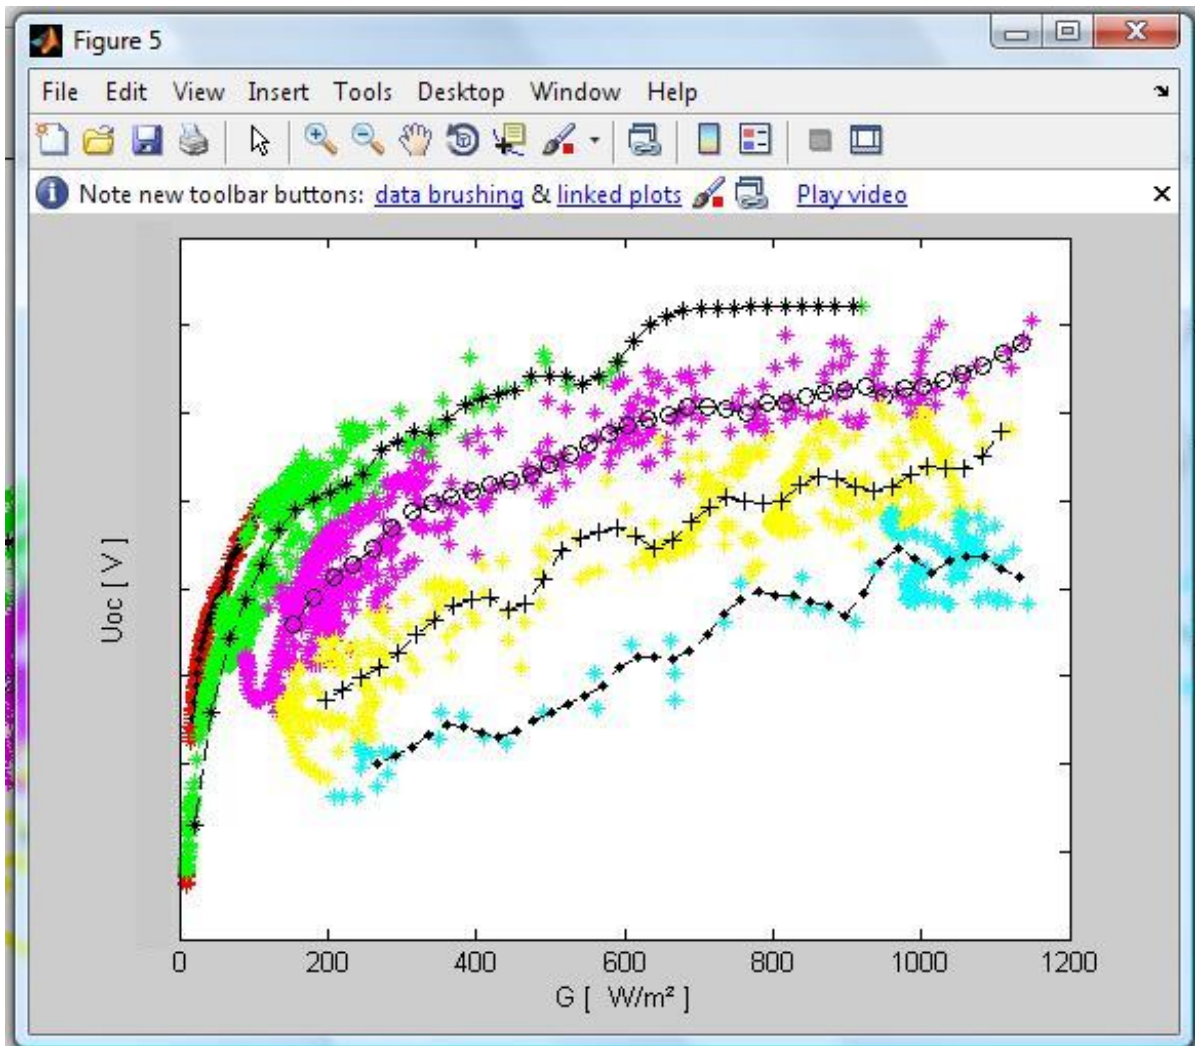 Figure 5
File Edit View Insert Tools Desktop Window Help
Note new toolbar buttons: data brushing & linked plots Play video
Uoc [ V ]
0 200 400 600 800 1000 1200
G [ W/m² ]